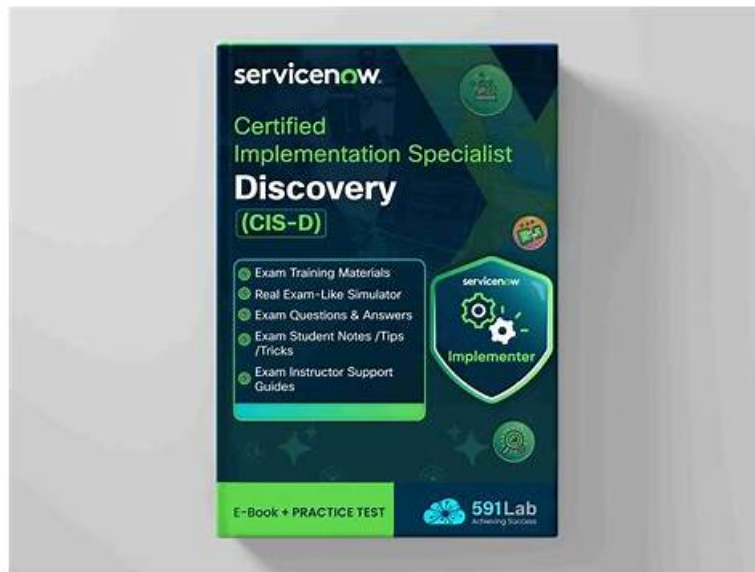 servicenow.
Certified
Implementation Specialist
Discovery
(CIS-D)
Exam Training Materials
Real Exam-Like Simulator
Exam Questions & Answers
Exam Student Notes /Tips
/Tricks
Exam Instructor Support
Guides
servicenow
Implementer
E-Book + PRACTICE TEST
591Lab
Achieving Success